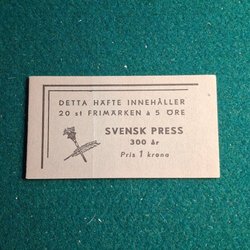 DETTA HÄFTE INNEHÅLLER
20 st FRIMÄRKEN à 5 ÖRE
SVENSK PRESS
300 år
Pris 1 krona